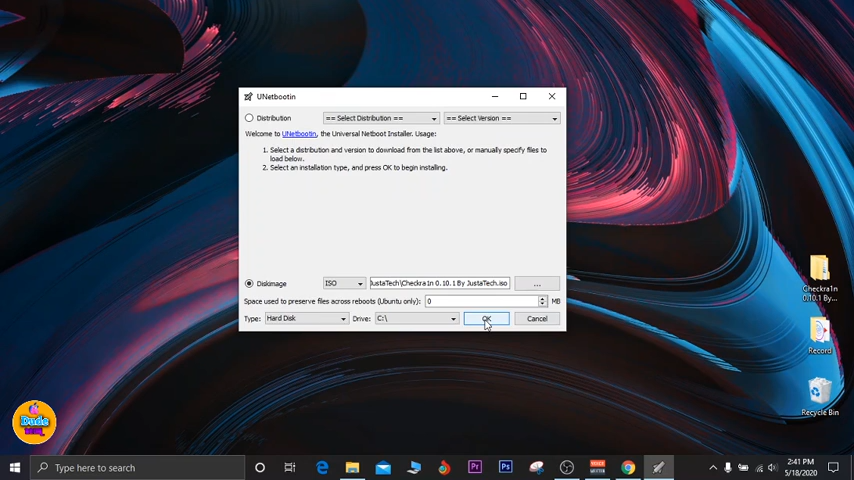 UNetbootin
Distribution
== Select Distribution ==
== Select Version ==
Welcome to UNetbootin, the Universal Netboot Installer. Usage:
1. Select a distribution and version to download from the list above, or manually specify files to
load below.
2. Select an installation type, and press OK to begin installing.
Diskimage
ISO
JustaTech\Checkra1n 0.10.1 By JustaTech.iso
...
Space used to preserve files across reboots (Ubuntu only):
0
MB
Type:
Hard Disk
Drive:
C:\
OK
Cancel
Checkra1n
0.10.1 By...
Record
Recycle Bin
Dude
Type here to search
Pr
Ps
2:41 PM
5/18/2020